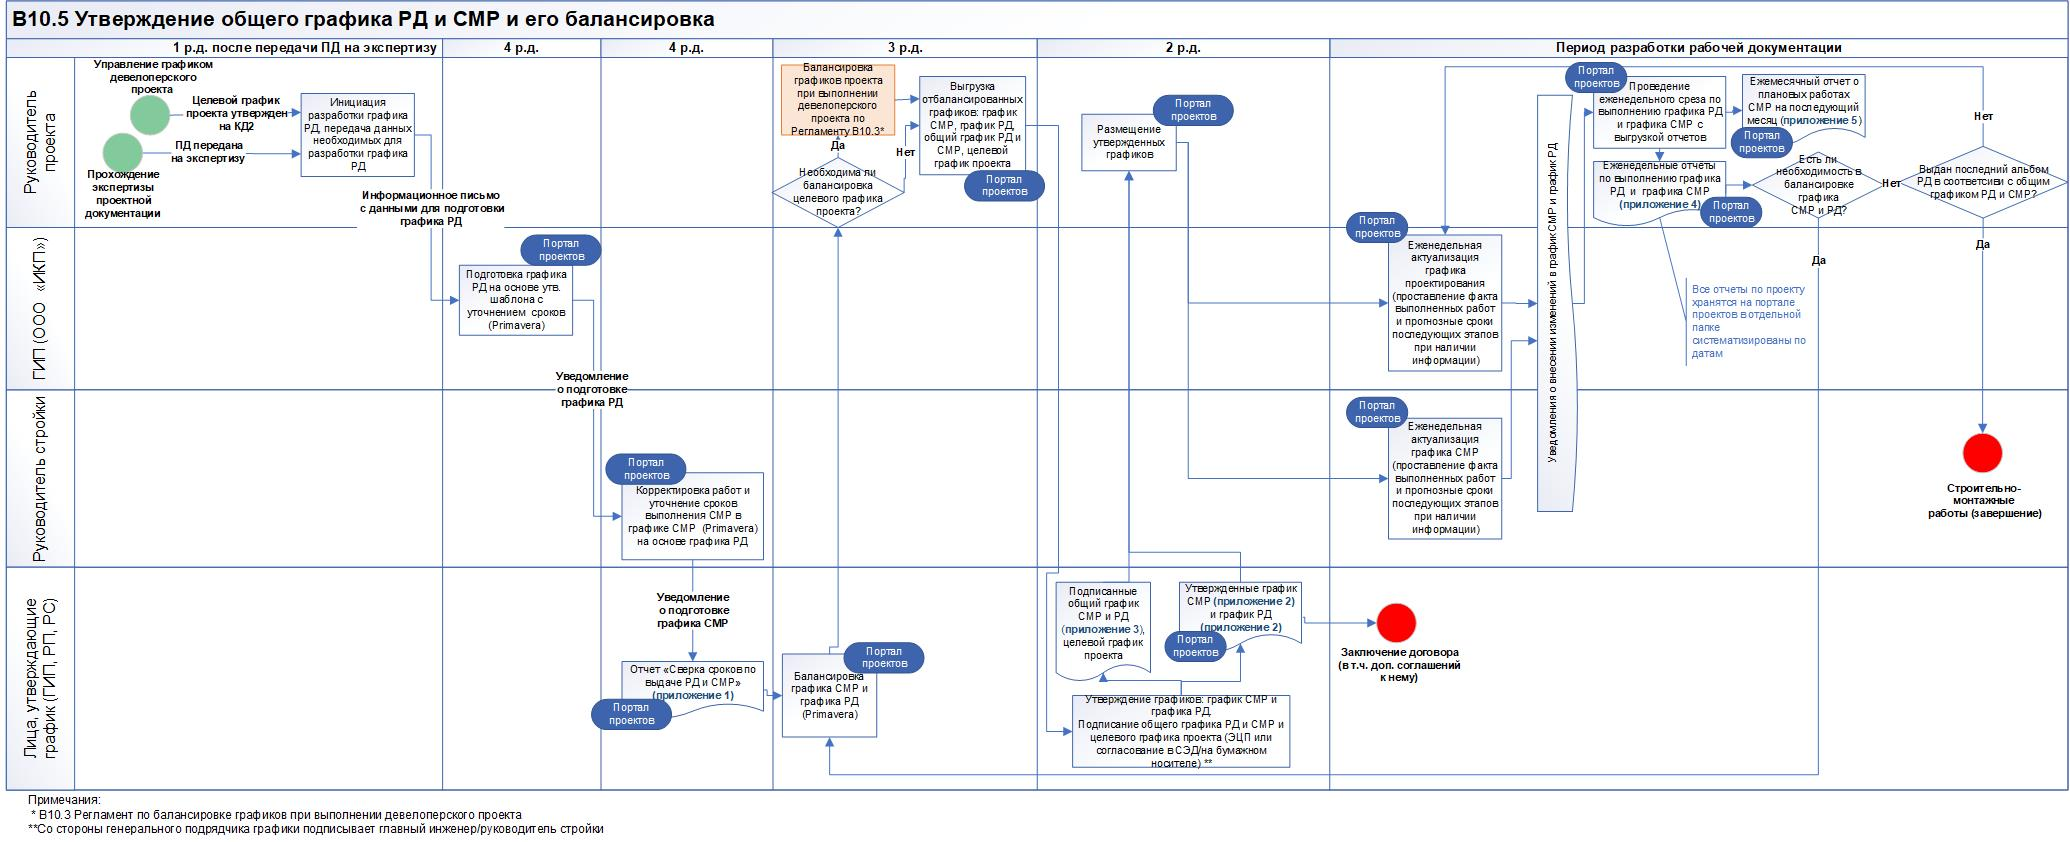 В10.5 Утверждение общего графика РД и СМР и его балансировка
1 р.д. после передачи ПД на экспертизу
4 р.д.
4 р.д.
3 р.д.
2 р.д.
Период разработки рабочей документации
Руководитель
проекта
Управление графиком
девелоперского
проекта
Целевой график
проекта утвержден
на КД2
ПД передана
на экспертизу
Прохождение
экспертизы
проектной
документации
Инициация
разработки графика
РД, передача данных
необходимых для
разработки графика
РД
Информационное письмо
с данными для подготовки
графика РД
Балансировка
графиков проекта
при выполнении
девелоперского
проекта по
Регламенту В10.3*
Да
Нет
Необходима ли
балансировка
целевого графика
проекта?
Выгрузка
отбалансированных
графиков: график
СМР, график РД,
общий график РД и
СМР, целевой
график проекта
Портал
проектов
Портал
проектов
Размещение
утвержденных
графиков
Портал
проектов
Проведение
еженедельного среза по
выполнению графика РД
и графика СМР с
выгрузкой отчетов
Ежемесячный отчет о
плановых работах
СМР на последующий
месяц (приложение 5)
Портал
проектов
Еженедельные отчеты
по выполнению графика
РД и графика СМР
(приложение 4)
Портал
проектов
Есть ли
необходимость в
балансировке
графика
СМР и РД?
Нет
Да
Выдан последний альбом
РД в соответсиви с общим
графиком РД и СМР?
Нет
Да
ГИП (ООО «ИКП»)
Портал
проектов
Подготовка графика
РД на основе утв.
шаблона с
уточнением сроков
(Primavera)
Уведомление
о подготовке
графика РД
Портал
проектов
Еженедельная
актуализация
графика
проектирования
(проставление факта
выполненных работ
и прогнозные сроки
последующих этапов
при наличии
информации)
Уведомления о внесении изменений в график СМР и график РД
Все отчеты по проекту
хранятся на портале
проектов в отдельной
папке
систематизированы по
датам
Руководитель стройки
Портал
проектов
Корректировка работ и
уточнение сроков
выполнения СМР в
графике СМР (Primavera)
на основе графика РД
Портал
проектов
Еженедельная
актуализация
графика СМР
(проставление факта
выполненных работ
и прогнозные сроки
последующих этапов
при наличии
информации)
Строительно-
монтажные
работы (завершение)
Лица, утверждающие
график (ГИП, РП, РС)
Уведомление
о подготовке
графика СМР
Отчет «Сверка сроков по
выдаче РД и СМР»
(приложение 1)
Портал
проектов
Портал
проектов
Балансировка
графика СМР и
графика РД
(Primavera)
Подписанные
общий график
СМР и РД
(приложение 3),
целевой график
проекта
Утвержденные график
СМР (приложение 2)
и график РД
(приложение 2)
Портал
проектов
Утверждение графиков: график СМР и
графика РД.
Подписание общего графика РД и СМР и
целевого графика проекта (ЭЦП или
согласование в СЭД/на бумажном
носителе) **
Заключение договора
(в т.ч. доп. соглашений
к нему)
Примечания:
* В10.3 Регламент по балансировке графиков при выполнении девелоперского проекта
**Со стороны генерального подрядчика графики подписывает главный инженер/руководитель стройки